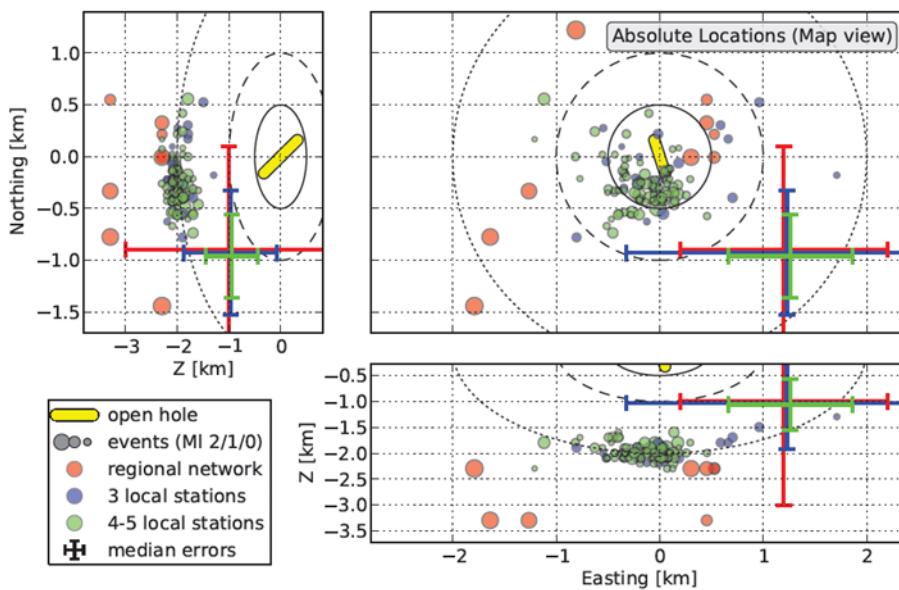 Absolute Locations (Map view)
Northing [km]
1.0
0.5
0.0
−0.5
−1.0
−1.5
−3
−2
−1
0
Z [km]
open hole
events (Ml 2/1/0)
regional network
3 local stations
4-5 local stations
median errors
Z [km]
−0.5
−1.0
−1.5
−2.0
−2.5
−3.0
−3.5
−2
−1
0
1
2
Easting [km]